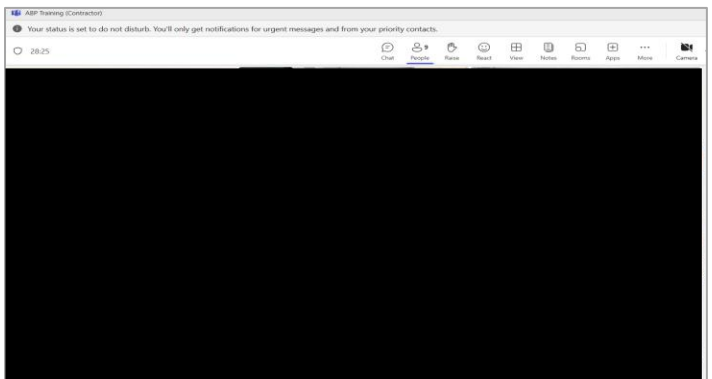 ABP Training (Contractor)
Your status is set to do not disturb. You'll only get notifications for urgent messages and from your priority contacts.
28:25
9
Chat People Raise React View Notes Rooms Apps More Camera